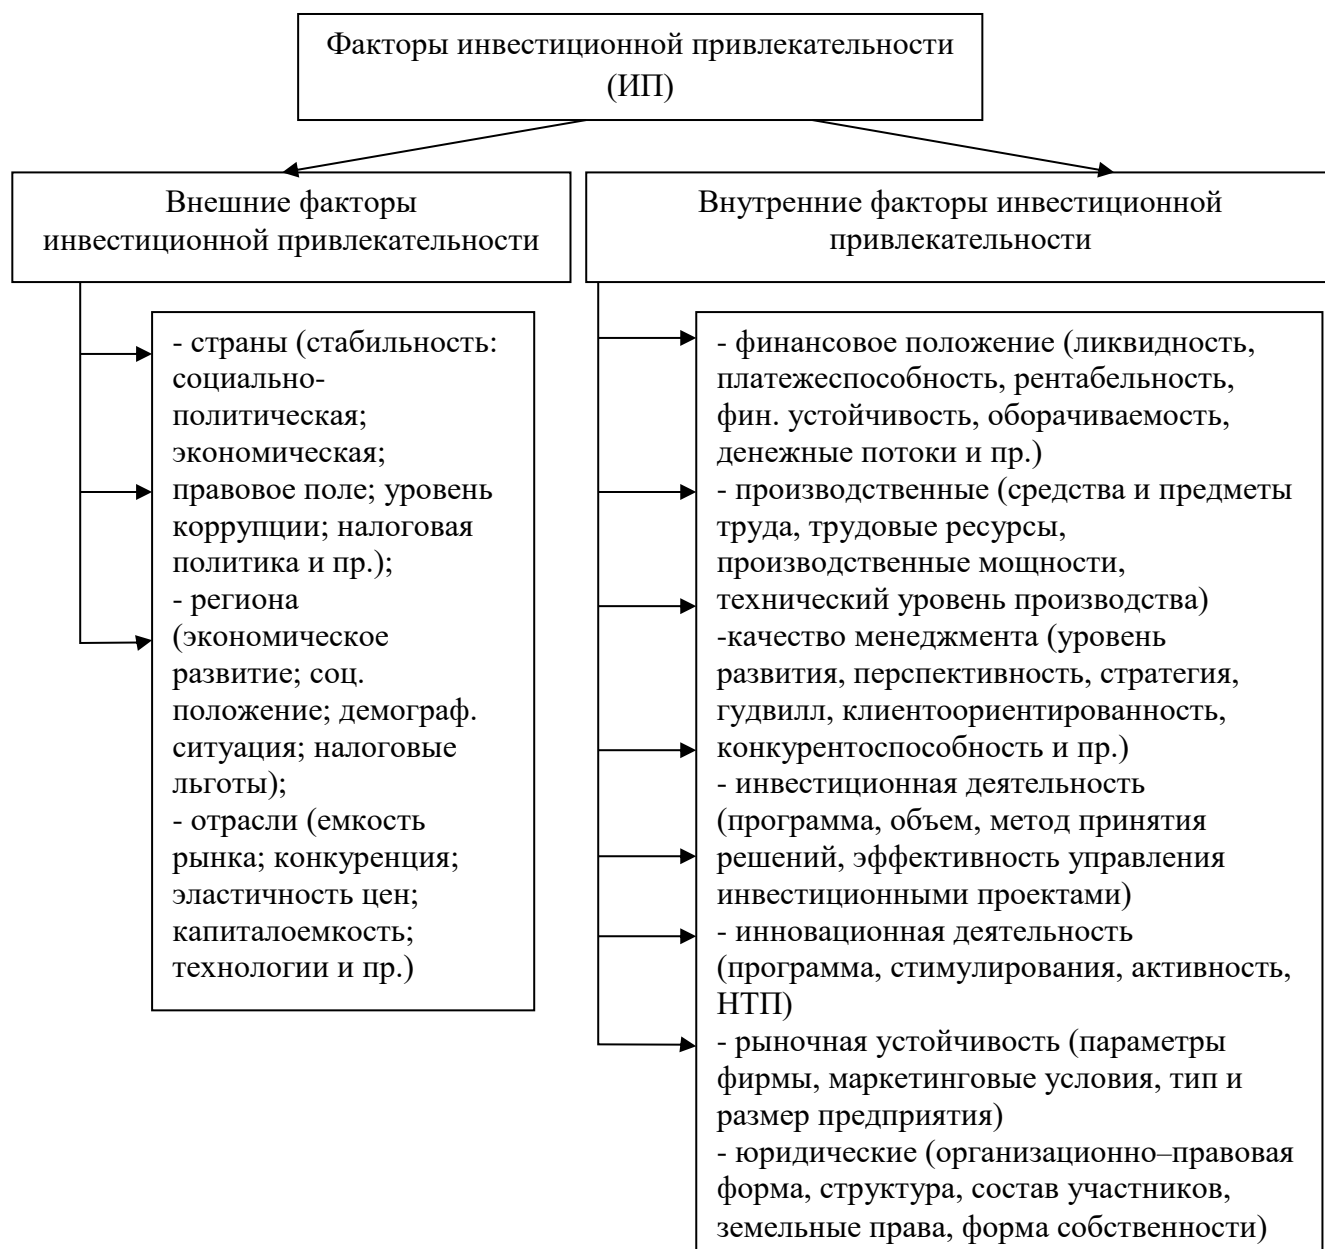 Факторы инвестиционной привлекательности
(ИП)
Внешние факторы
инвестиционной привлекательности
Внутренние факторы инвестиционной
привлекательности
- страны (стабильность:
социально-
политическая;
экономическая;
правовое поле; уровень
коррупции; налоговая
политика и пр.);
- региона
(экономическое
развитие; соц.
положение; демограф.
ситуация; налоговые
льготы);
- отрасли (емкость
рынка; конкуренция;
эластичность цен;
капиталоемкость;
технологии и пр.)
- финансовое положение (ликвидность,
платежеспособность, рентабельность,
фин. устойчивость, оборачиваемость,
денежные потоки и пр.)
- производственные (средства и предметы
труда, трудовые ресурсы,
производственные мощности,
технический уровень производства)
-качество менеджмента (уровень
развития, перспективность, стратегия,
гудвилл, клиентоориентированность,
конкурентоспособность и пр.)
- инвестиционная деятельность
(программа, объем, метод принятия
решений, эффективность управления
инвестиционными проектами)
- инновационная деятельность
(программа, стимулирования, активность,
НТП)
- рыночная устойчивость (параметры
фирмы, маркетинговые условия, тип и
размер предприятия)
- юридические (организационно–правовая
форма, структура, состав участников,
земельные права, форма собственности)